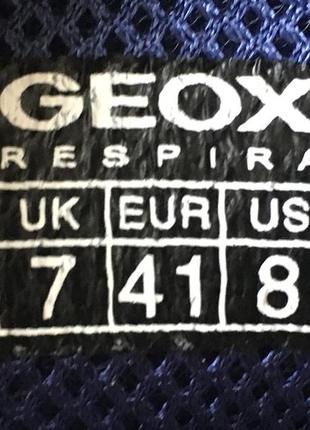 GEOX
RESPIRA
UK EUR US
7 41 8